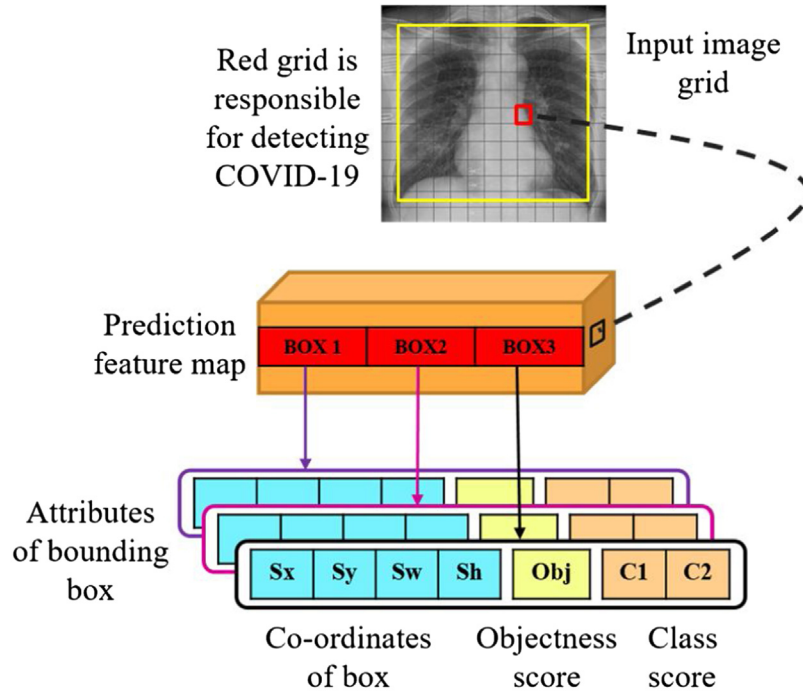 Red grid is
responsible
for detecting
COVID-19
Input image
grid
Prediction
feature map
BOX 1
BOX2
BOX3
Attributes
of bounding
box
Sx
Sy
Sw
Sh
Obj
C1
C2
Co-ordinates
of box
Objectness
score
Class
score